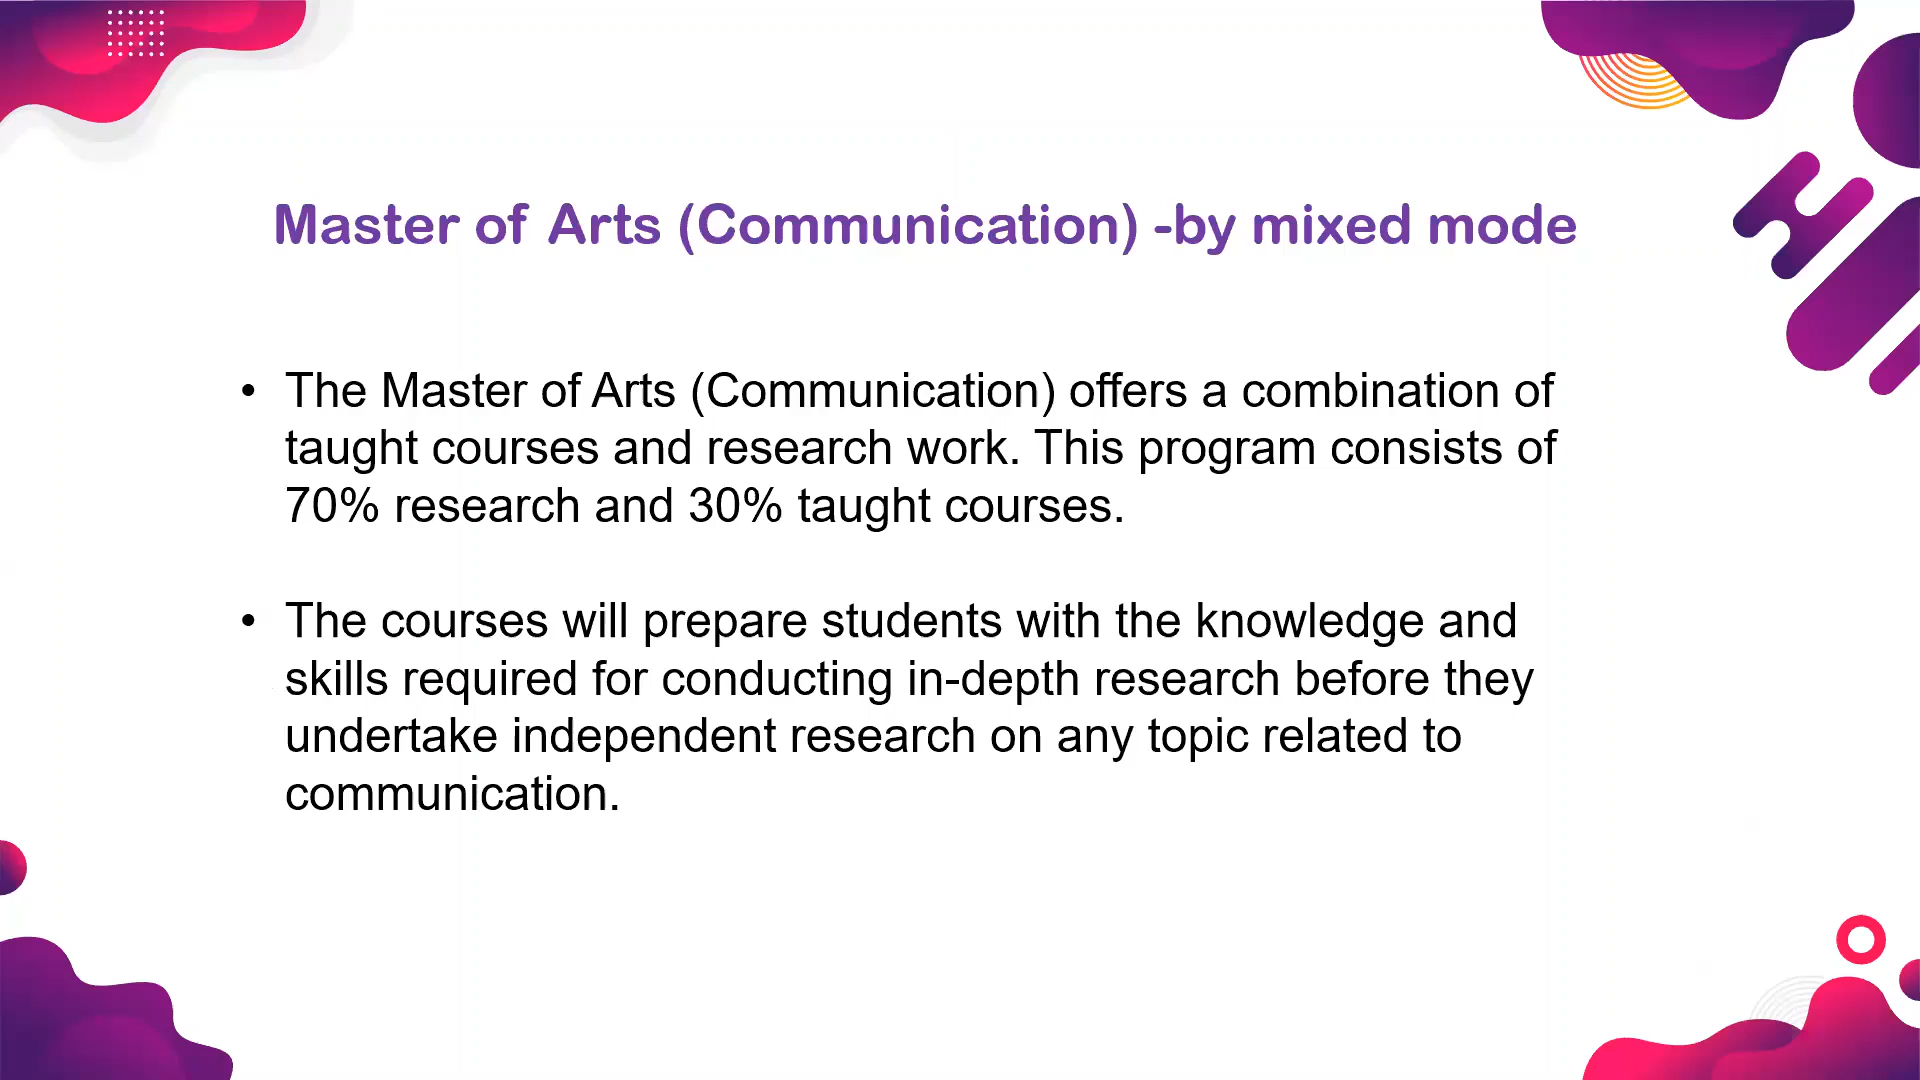 Master of Arts (Communication) -by mixed mode
• The Master of Arts (Communication) offers a combination of
taught courses and research work. This program consists of
70% research and 30% taught courses.
• The courses will prepare students with the knowledge and
skills required for conducting in-depth research before they
undertake independent research on any topic related to
communication.